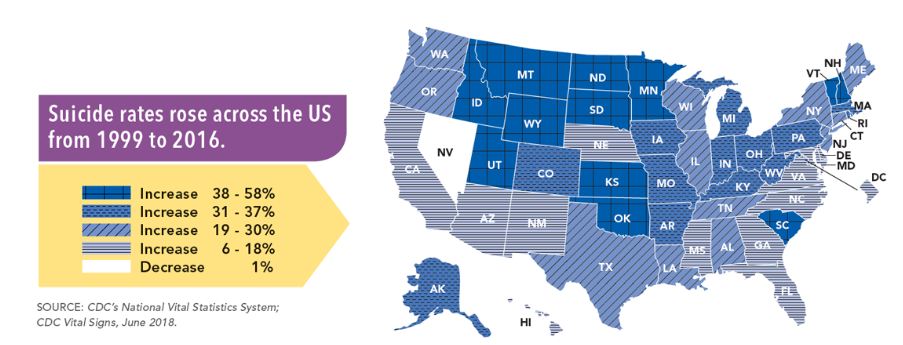 Suicide rates rose across the US
from 1999 to 2016.
Increase 38 - 58%
Increase 31 - 37%
Increase 19 - 30%
Increase 6 - 18%
Decrease 1%
SOURCE: CDC's National Vital Statistics System;
CDC Vital Signs, June 2018.
WA
MT
ND
MN
VT
NH
ME
OR
ID
WY
SD
WI
MI
NY
MA
RI
CT
NV
UT
CO
NE
IA
IL
IN
OH
PA
NJ
DE
MD
DC
CA
KS
MO
KY
WV
VA
AZ
NM
OK
AR
TN
NC
SC
TX
LA
MS
AL
GA
FL
AK
HI